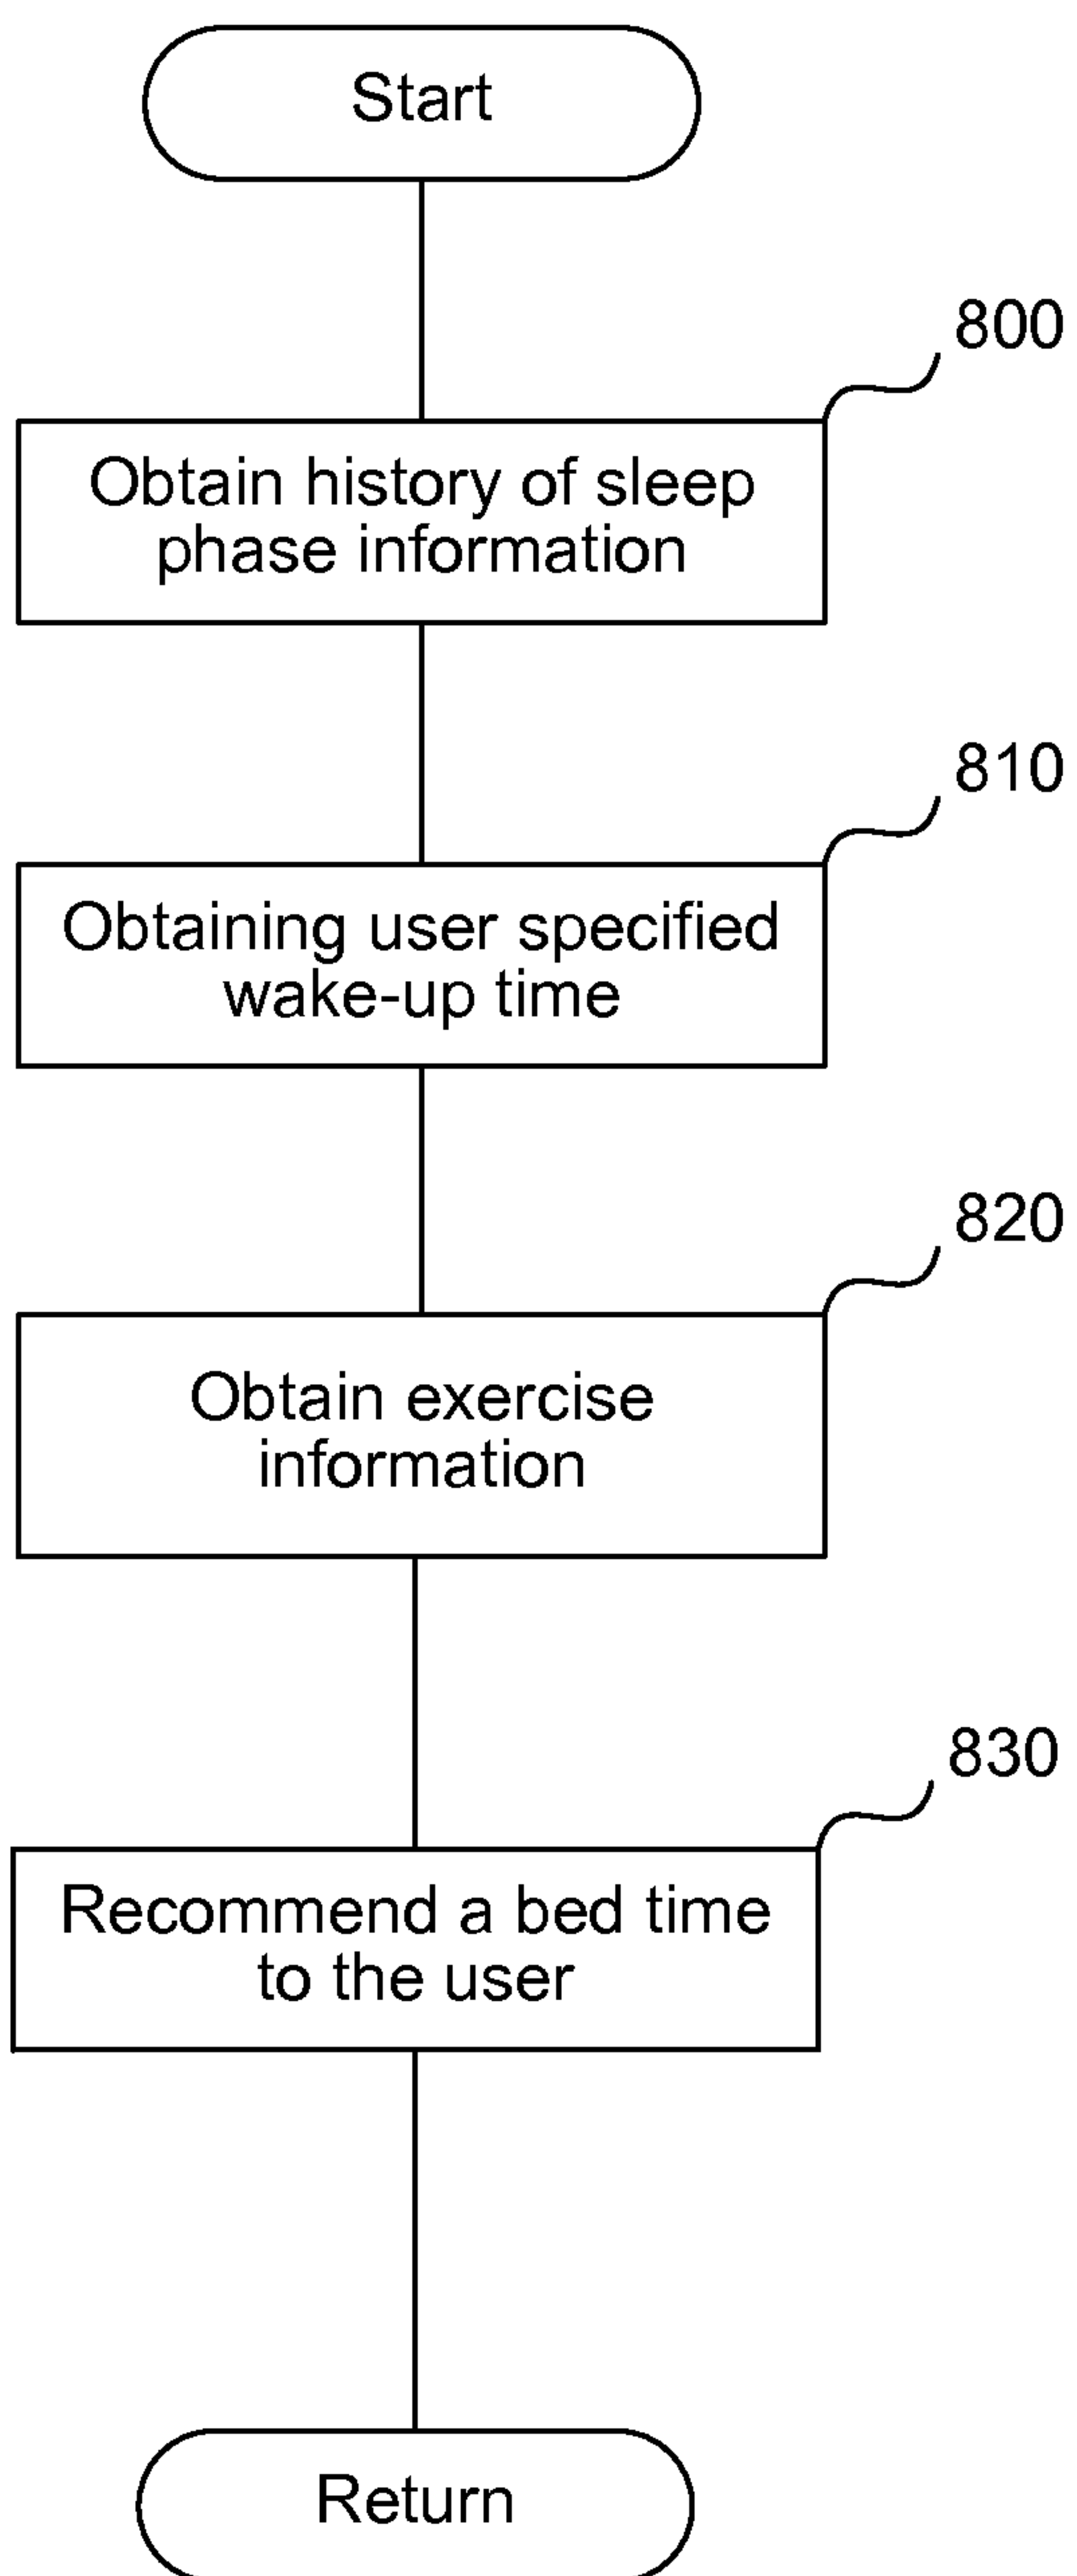 Start
800
Obtain history of sleep
phase information
810
Obtaining user specified
wake-up time
820
Obtain exercise
information
830
Recommend a bed time
to the user
Return